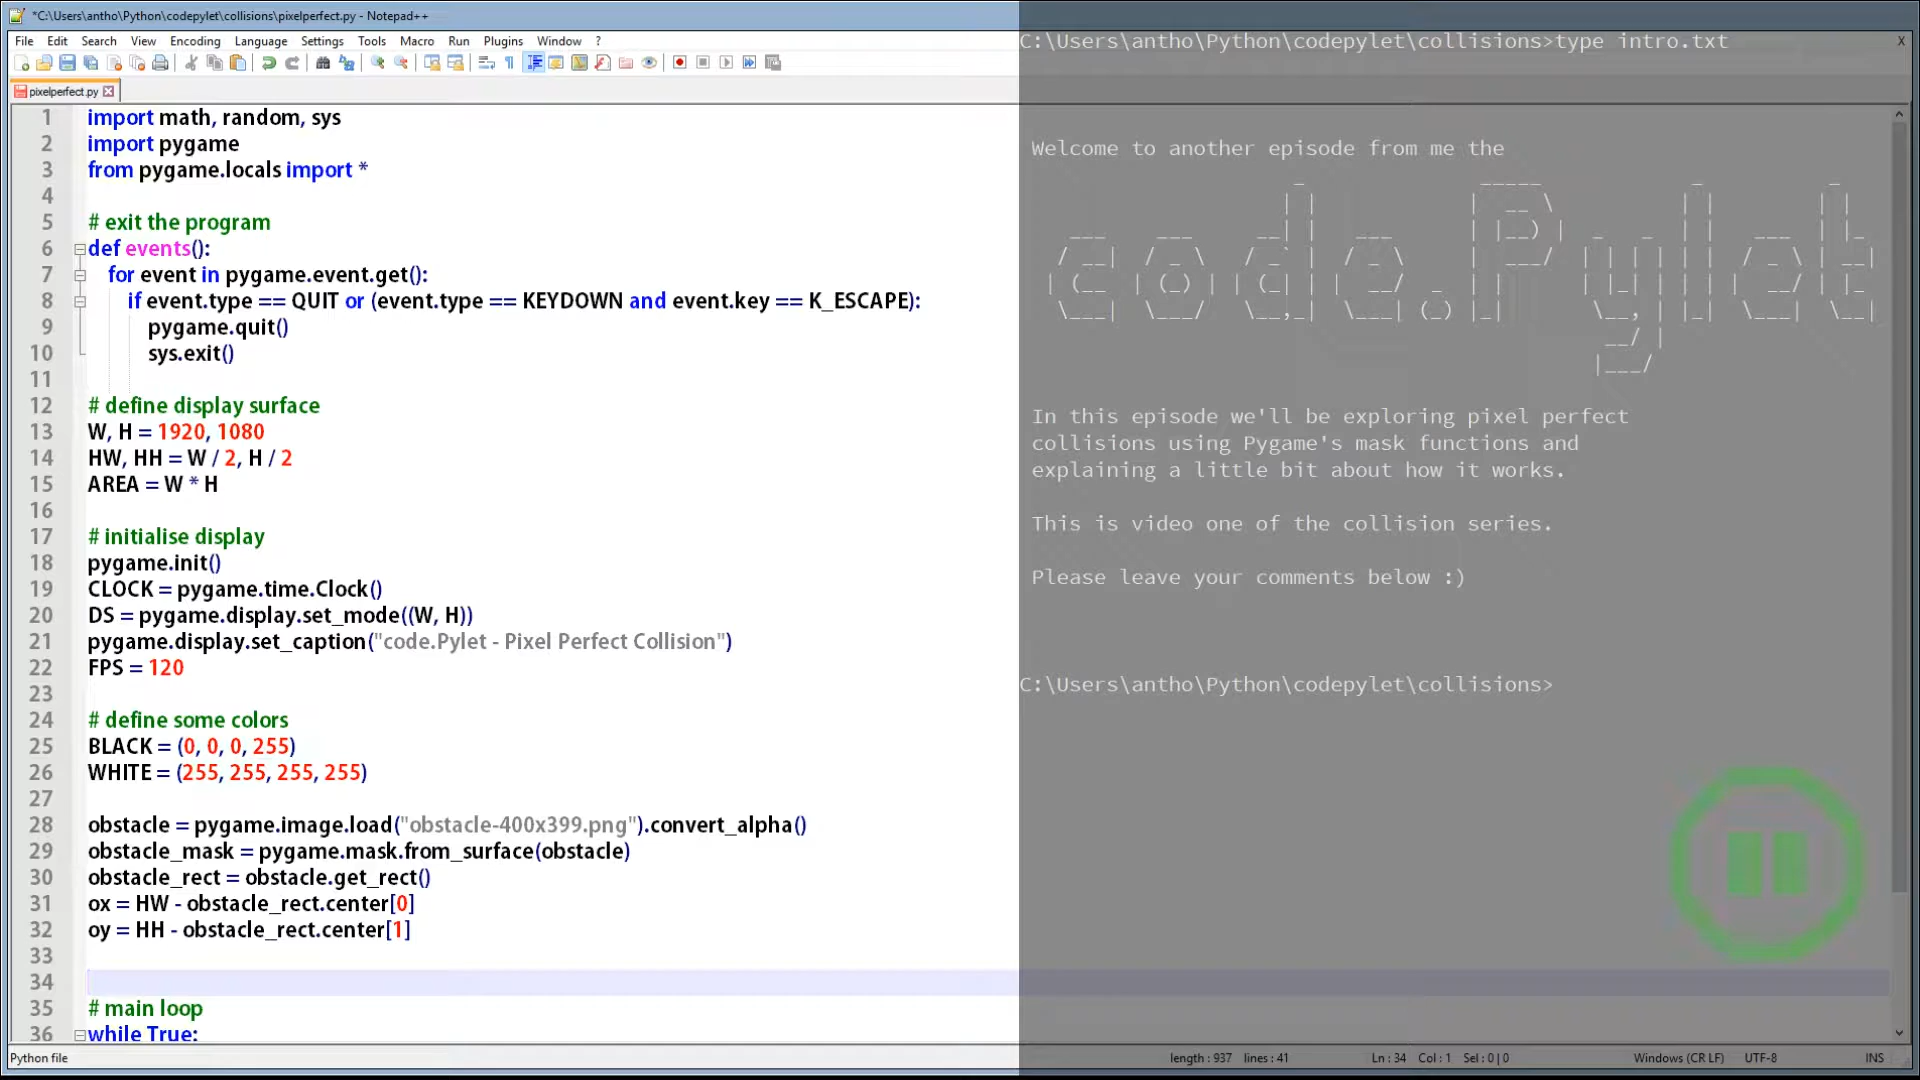 *C:\Users\antho\Python\codepylet\collisions\pixelperfect.py - Notepad++
File Edit Search View Encoding Language Settings Tools Macro Run Plugins Window ?
X
pixelperfect.py
1 import math, random, sys
2 import pygame
3 from pygame.locals import *
4
5 # exit the program
6 def events():
7 for event in pygame.event.get():
8 if event.type == QUIT or (event.type == KEYDOWN and event.key == K_ESCAPE):
9 pygame.quit()
10 sys.exit()
11
12 # define display surface
13 W, H = 1920, 1080
14 HW, HH = W / 2, H / 2
15 AREA = W * H
16
17 # initialise display
18 pygame.init()
19 CLOCK = pygame.time.Clock()
20 DS = pygame.display.set_mode((W, H))
21 pygame.display.set_caption("code.Pylet - Pixel Perfect Collision")
22 FPS = 120
23
24 # define some colors
25 BLACK = (0, 0, 0, 255)
26 WHITE = (255, 255, 255, 255)
27
28 obstacle = pygame.image.load("obstacle-400x399.png").convert_alpha()
29 obstacle_mask = pygame.mask.from_surface(obstacle)
30 obstacle_rect = obstacle.get_rect()
31 ox = HW - obstacle_rect.center[0]
32 oy = HH - obstacle_rect.center[1]
33
34
35 # main loop
36 while True:
C:\Users\antho\Python\codepylet\collisions>type intro.txt
Welcome to another episode from me the
code.Pylet
In this episode we'll be exploring pixel perfect
collisions using Pygame's mask functions and
explaining a little bit about how it works.
This is video one of the collision series.
Please leave your comments below :)
C:\Users\antho\Python\codepylet\collisions>
Python file length : 937 lines : 41 Ln : 34 Col : 1 Sel : 0 | 0 Windows (CR LF) UTF-8 INS